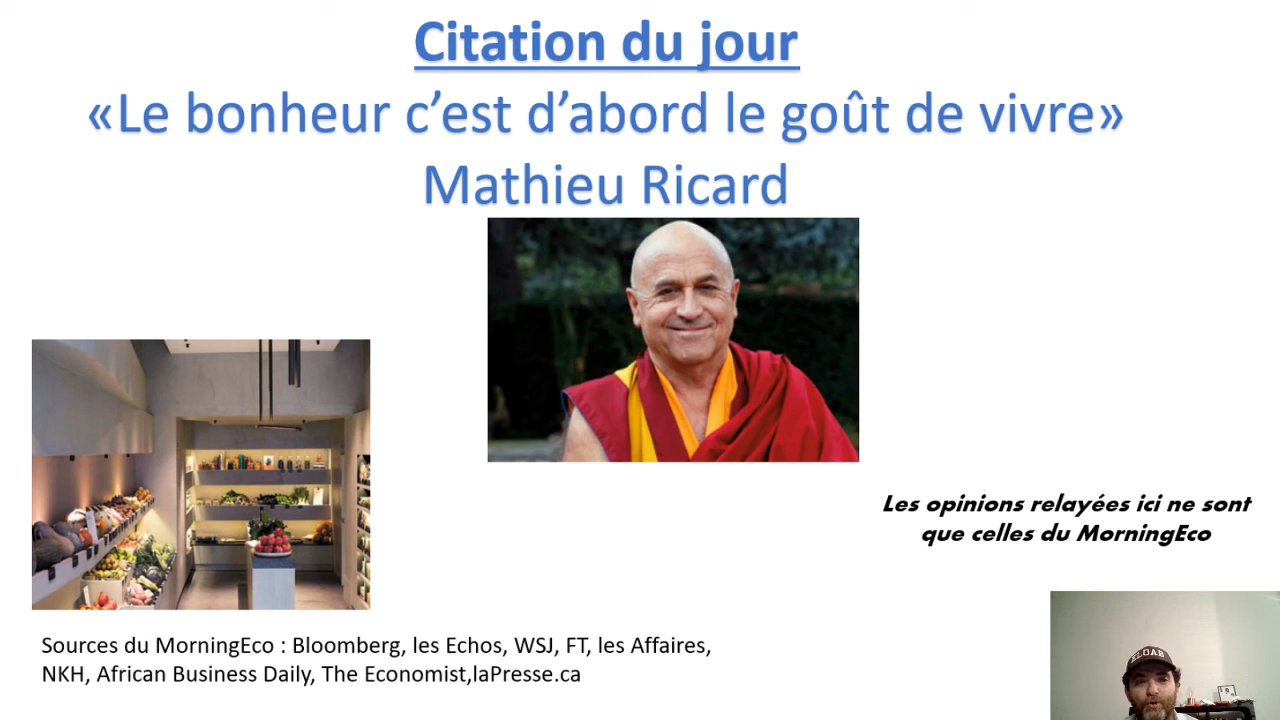 Citation du jour
«Le bonheur c’est d’abord le goût de vivre»
Mathieu Ricard
Les opinions relayées ici ne sont
que celles du MorningEco
Sources du MorningEco : Bloomberg, les Echos, WSJ, FT, les Affaires,
NKH, African Business Daily, The Economist,laPresse.ca